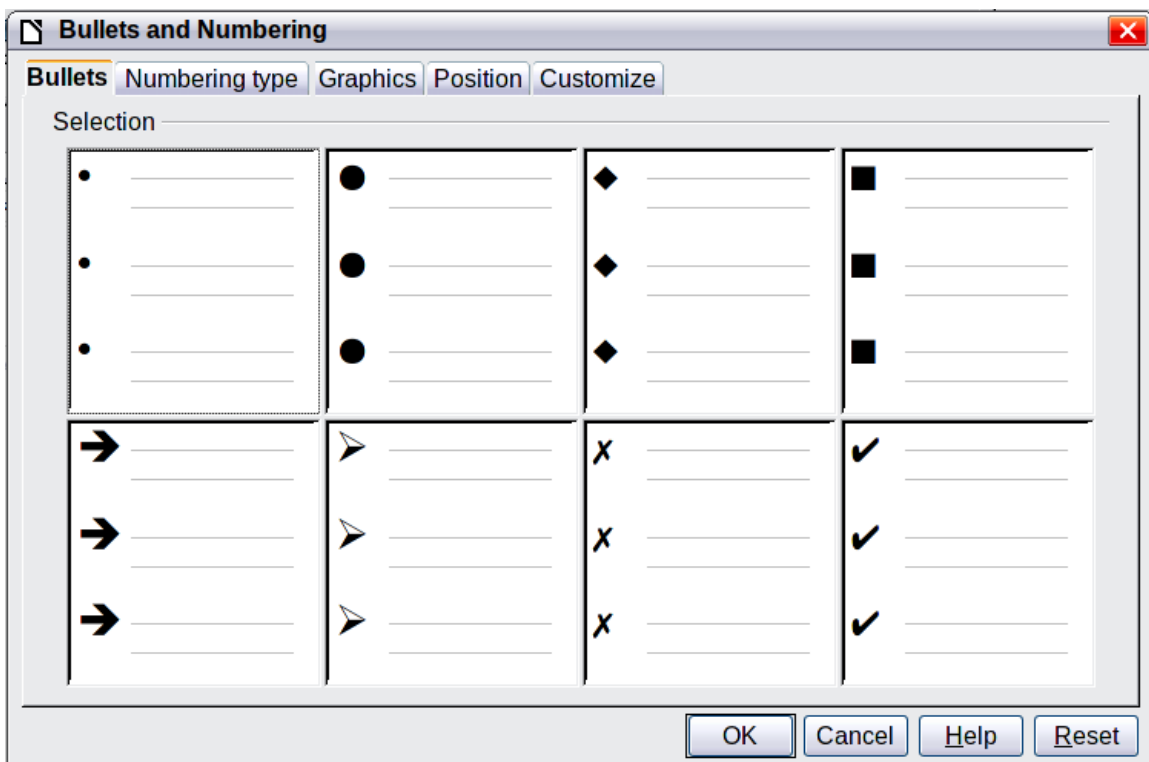 Bullets and Numbering
Bullets Numbering type Graphics Position Customize
Selection
OK Cancel Help Reset